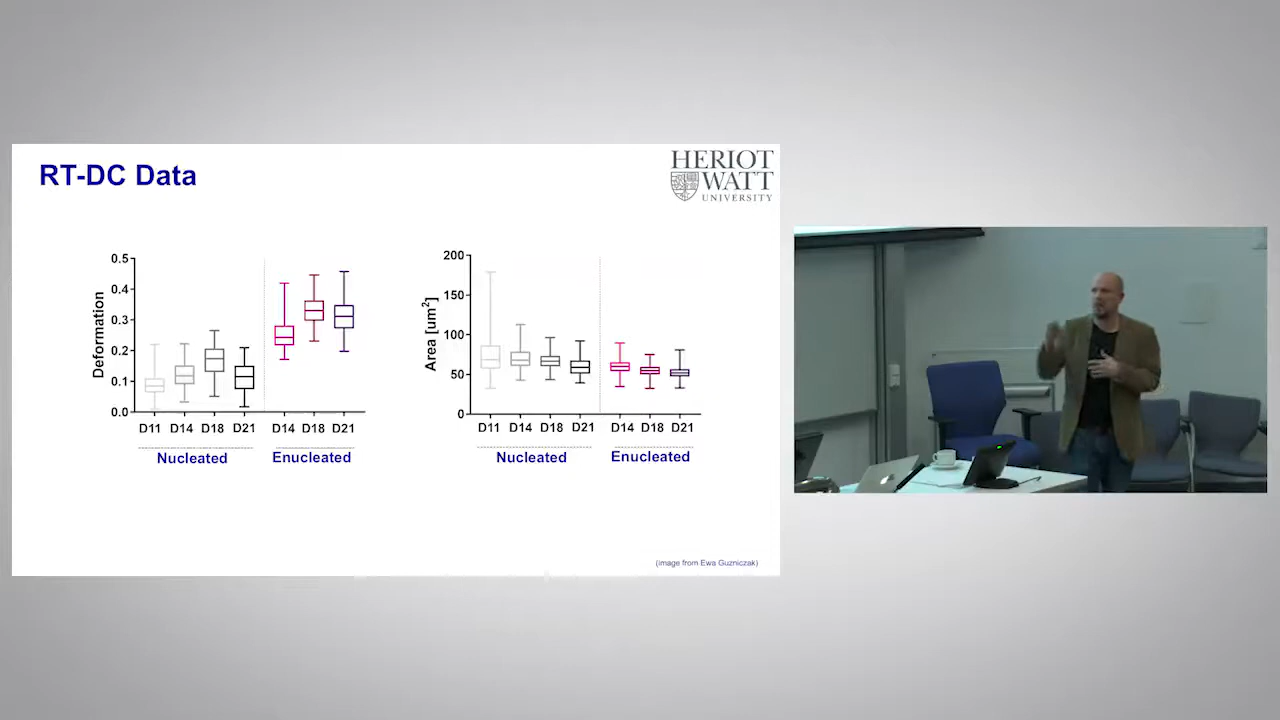 RT-DC Data
HERIOT
WATT
UNIVERSITY
Deformation
0.5
0.4
0.3
0.2
0.1
0.0
D11 D14 D18 D21 D14 D18 D21
Nucleated Enucleated
Area [um²]
200
150
100
50
0
D11 D14 D18 D21 D14 D18 D21
Nucleated Enucleated
(image from Ewa Guzniczak)